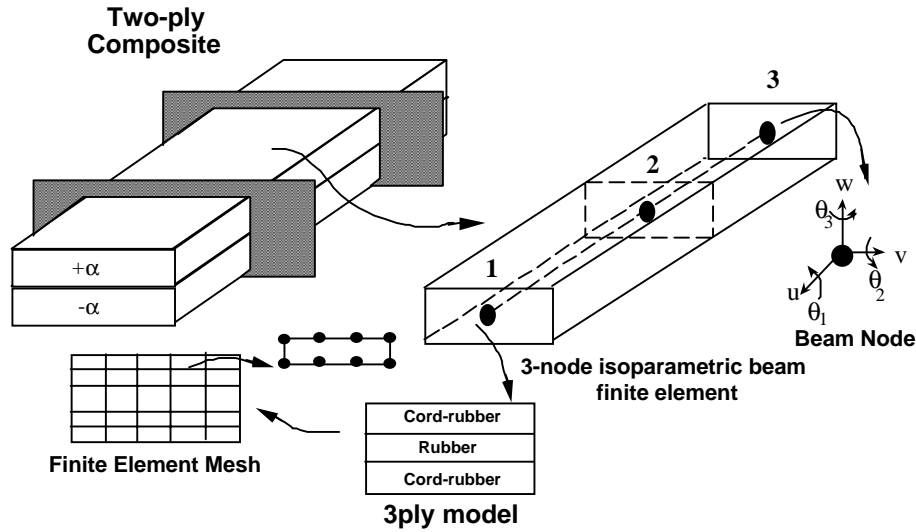 Two-ply
Composite
+α
-α
1
2
3
w
θ3
v
θ2
u
θ1
Beam Node
3-node isoparametric beam
finite element
Cord-rubber
Rubber
Cord-rubber
3ply model
Finite Element Mesh